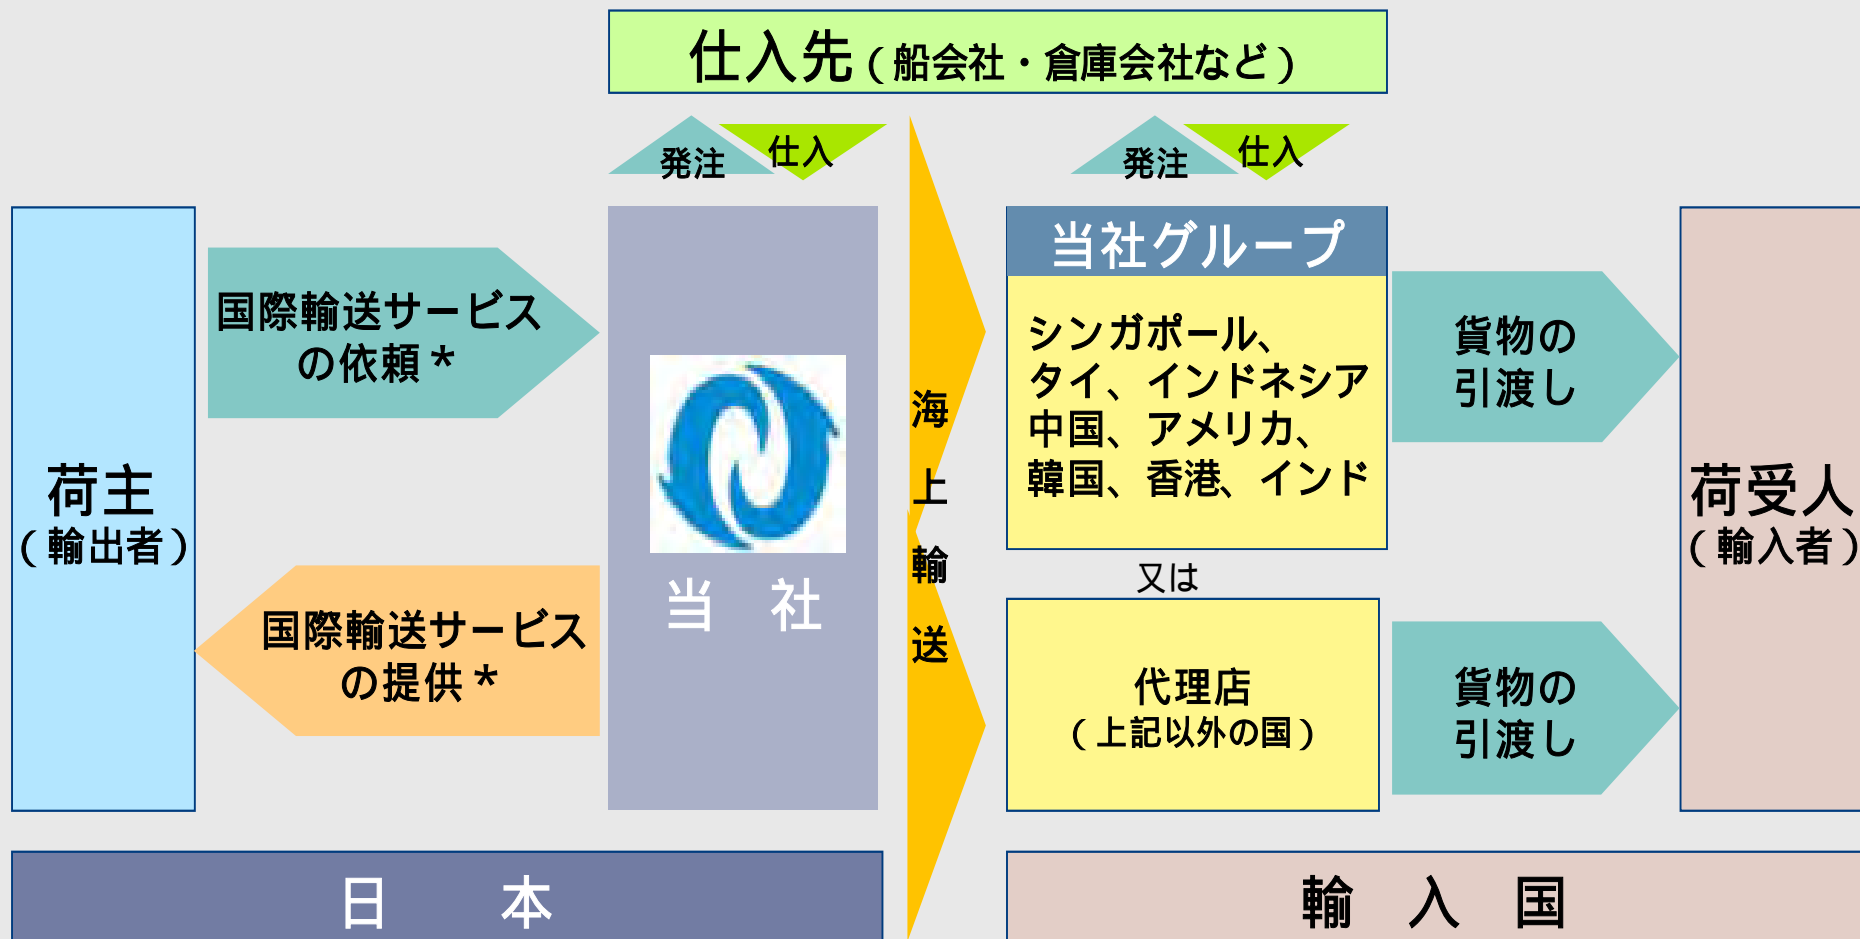 仕入先（船会社・倉庫会社など）
発注
仕入
発注
仕入
荷主
（輸出者）
国際輸送サービス
の依頼＊
国際輸送サービス
の提供＊
当　社
海
上
輸
送
当社グループ
シンガポール、
タイ、インドネシア
中国、アメリカ、
韓国、香港、インド
又は
代理店
（上記以外の国）
貨物の
引渡し
貨物の
引渡し
荷受人
（輸入者）
日　本
輸 入 国